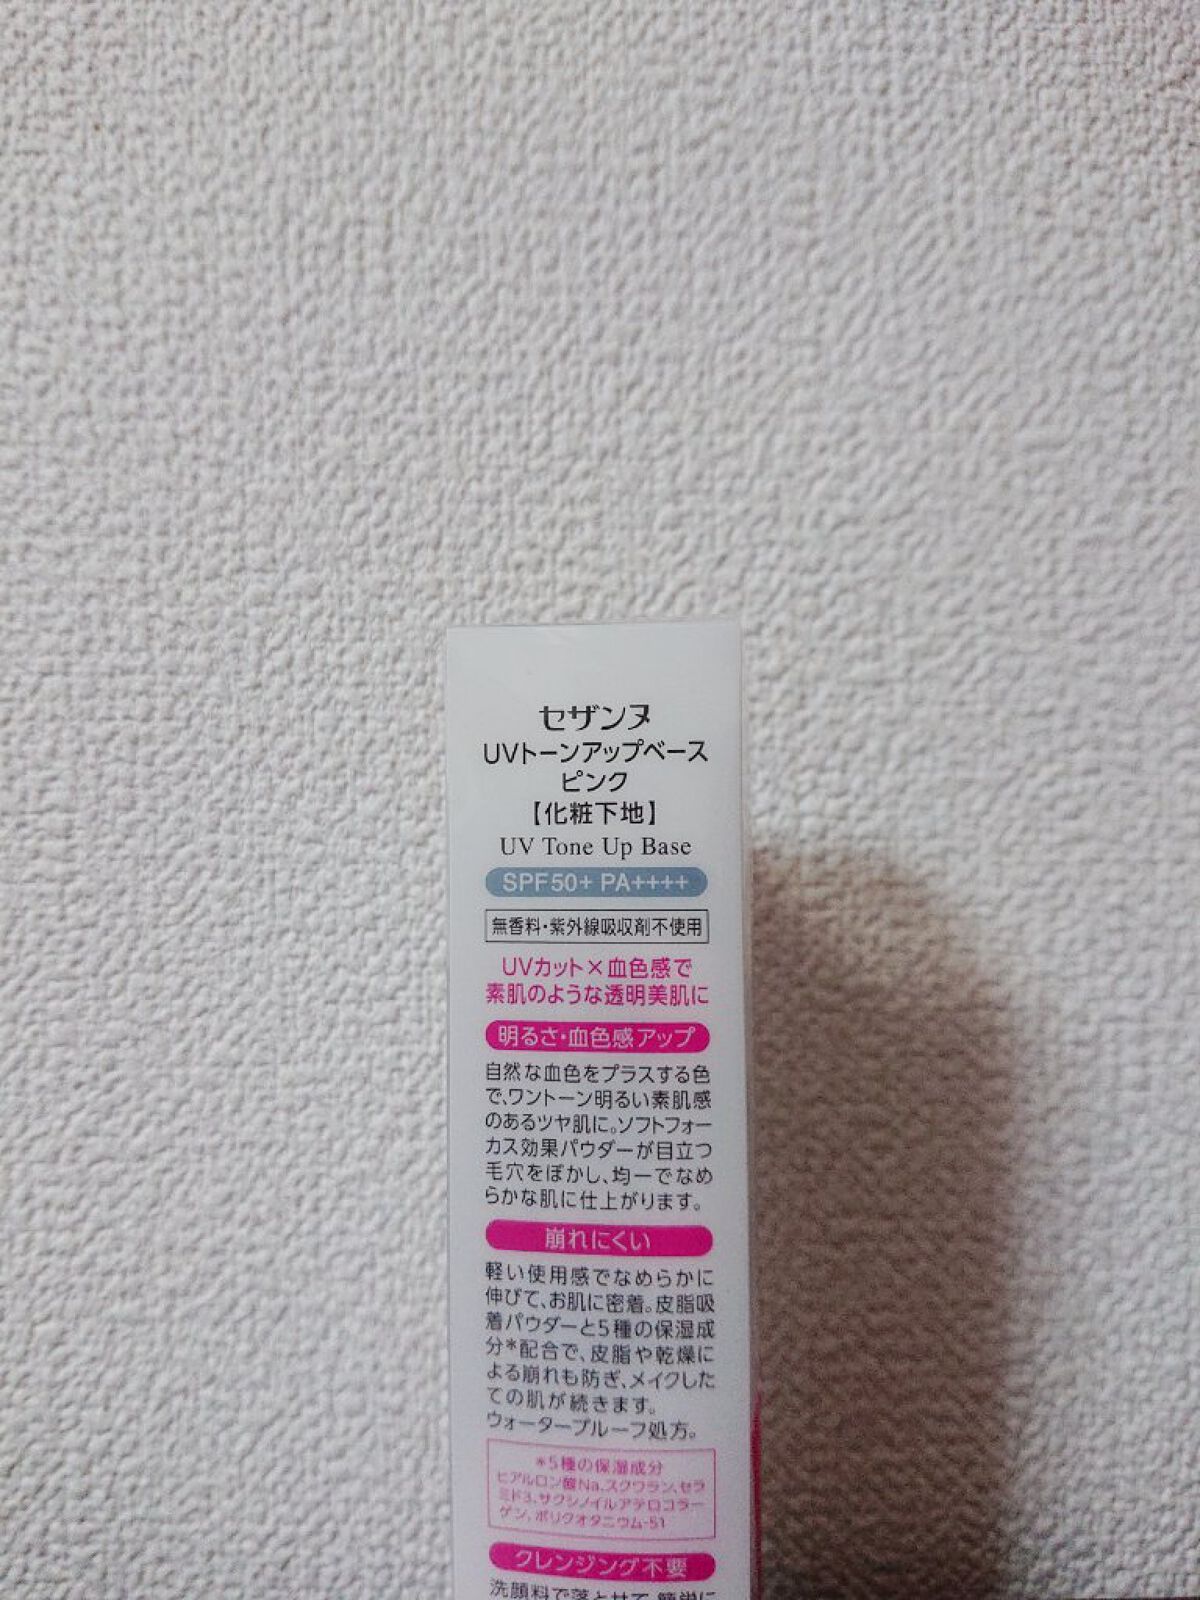 セザンヌ
UVトーンアップベース
ピンク
【化粧下地】
UV Tone Up Base
SPF50+ PA++++
無香料・紫外線吸収剤不使用
UVカット×血色感で
素肌のような透明美肌に
明るさ・血色感アップ
自然な血色をプラスする色
で、ワントーン明るい素肌感
のあるツヤ肌に。ソフトフォー
カス効果パウダーが目立つ
毛穴をぼかし、均一でなめ
らかな肌に仕上がります。
崩れにくい
軽い使用感でなめらかに
伸びて、お肌に密着。皮脂吸
着パウダーと5種の保湿成
分*配合で、皮脂や乾燥に
よる崩れも防ぎ、メイクした
ての肌が続きます。
ウォータープルーフ処方。
*5種の保湿成分
ヒアルロン酸Na、スクワラン、セラ
ミド3、サクシノイルアテロコラー
ゲン、ポリクオタニウム-51
クレンジング不要
洗顔料で落とせて、簡単に